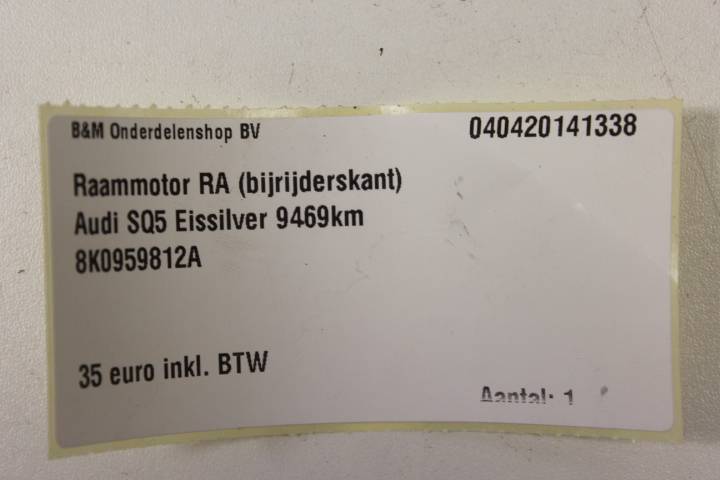 B&M Onderdelenshop BV 040420141338
Raammotor RA (bijrijderskant)
Audi SQ5 Eissilver 9469km
8K0959812A
35 euro inkl. BTW
Aantal: 1